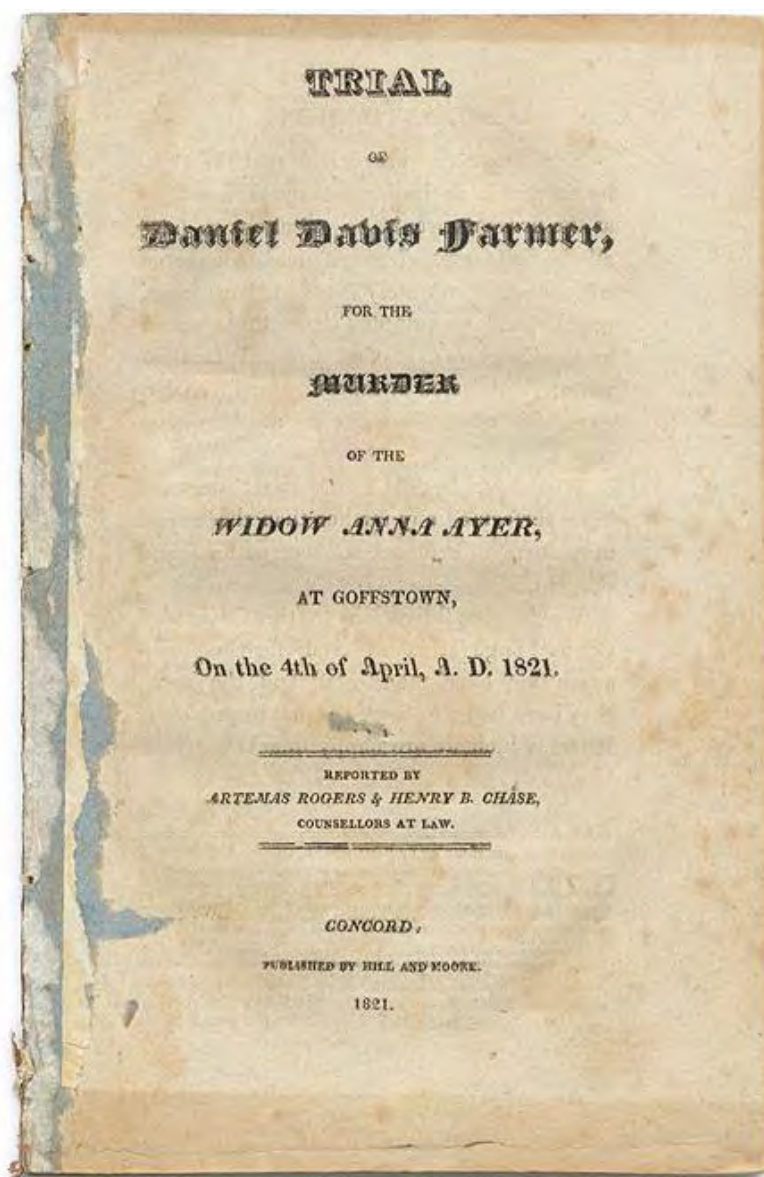 TRIAL
OF
Daniel Davis Farmer,
FOR THE
MURDER
OF THE
WIDOW ANNA AYER,
AT GOFFSTOWN,
On the 4th of April, A. D. 1821.
REPORTED BY
ARTEMAS ROGERS & HENRY B. CHASE,
COUNSELLORS AT LAW.
CONCORD:
PUBLISHED BY HILL AND MOORE.
1821.